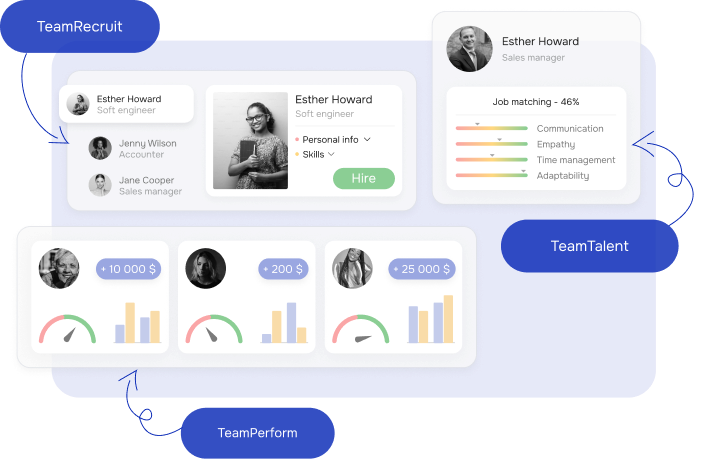 TeamRecruit
Esther Howard
Soft engineer
Jenny Wilson
Accounter
Jane Cooper
Sales manager
Esther Howard
Soft engineer
Personal info
Skills
Hire
Esther Howard
Sales manager
Job matching - 46%
Communication
Empathy
Time management
Adaptability
TeamTalent
+ 10 000 $
+ 200 $
+ 25 000 $
TeamPerform